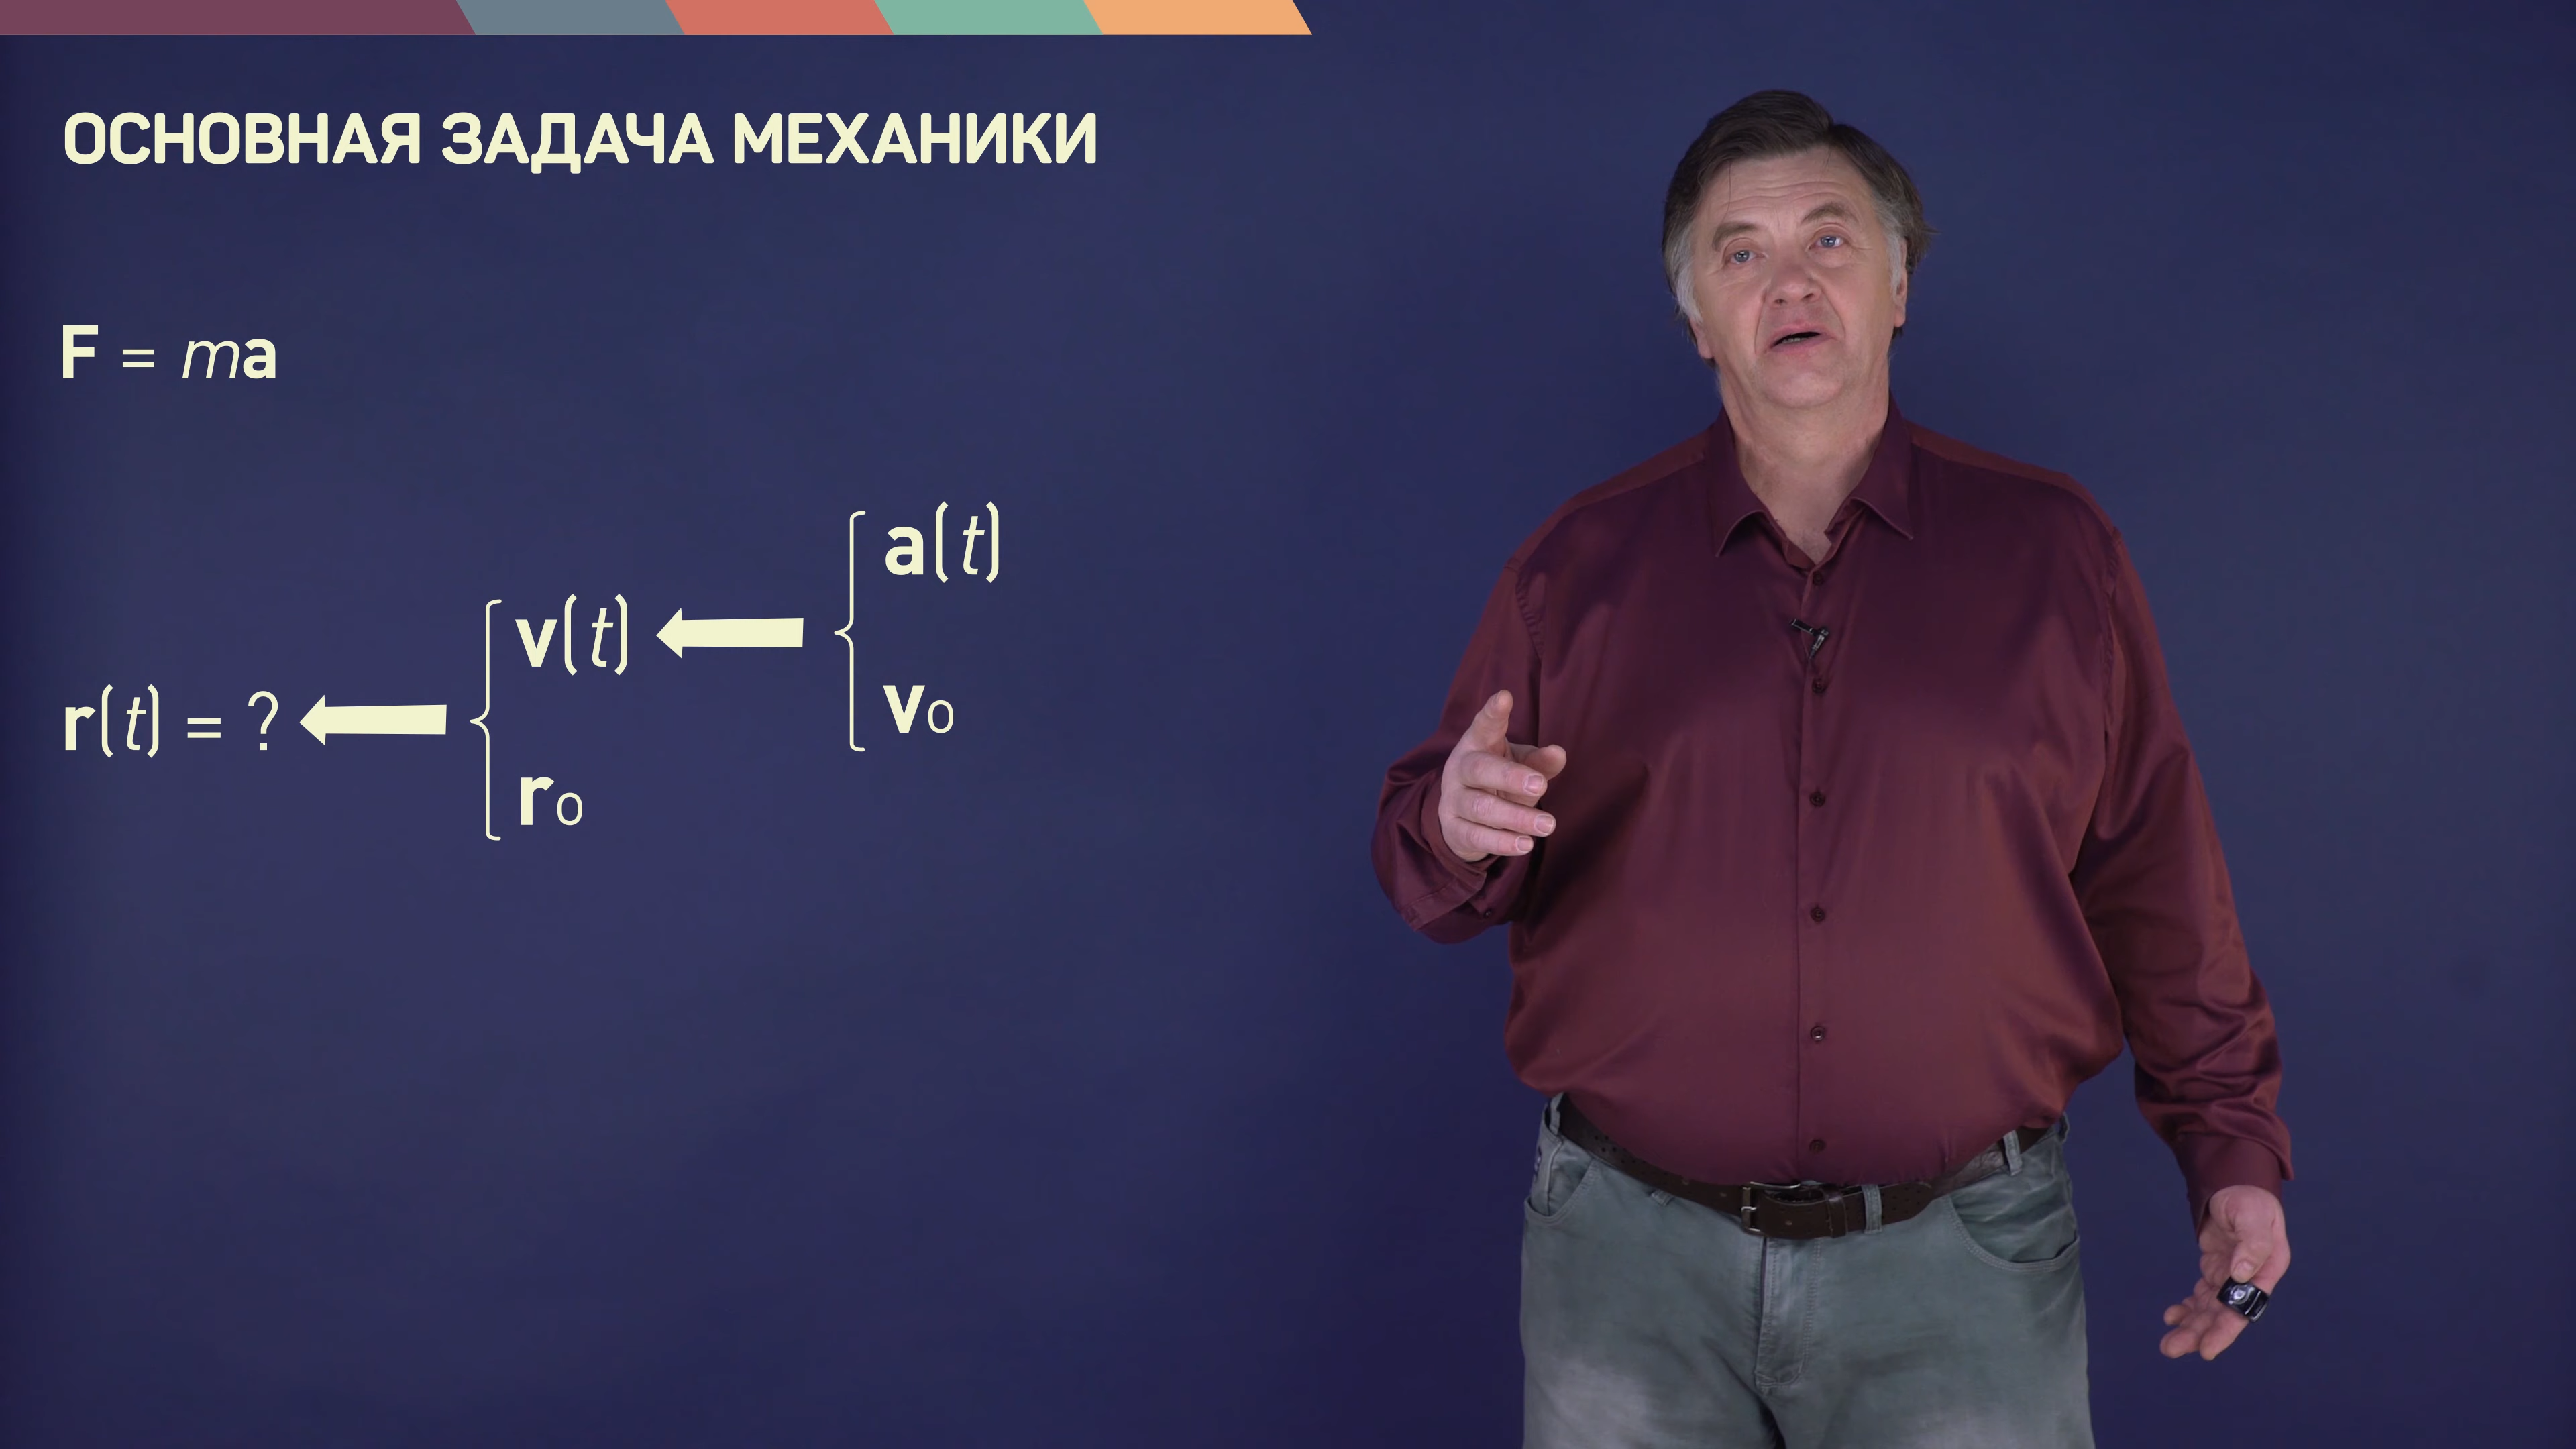 ОСНОВНАЯ ЗАДАЧА МЕХАНИКИ
F = ma
a(t)
v(t)
r(t) = ?
v0
r0